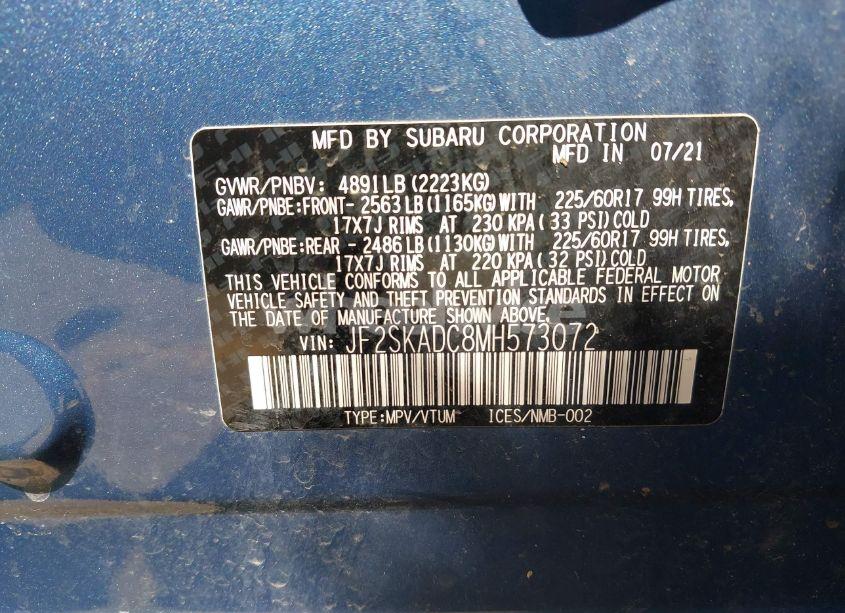 MFD BY SUBARU CORPORATION
MFD IN 07/21
GVWR/PNBV: 4891LB (2223KG)
GAWR/PNBE:FRONT- 2563LB (1165KG) WITH 225/60R17 99H TIRES,
17X7J RIMS AT 230 KPA ( 33 PSI) COLD
GAWR/PNBE:REAR - 2486LB (1130KG) WITH 225/60R17 99H TIRES,
17X7J RIMS AT 220 KPA ( 32 PSI) COLD
THIS VEHICLE CONFORMS TO ALL APPLICABLE FEDERAL MOTOR
VEHICLE SAFETY AND THEFT PREVENTION STANDARDS IN EFFECT ON
THE DATE OF MANUFACTURE SHOWN ABOVE.
VIN: JF2SKADC8MH573072
TYPE:MPV/VTUM ICES/NMB-002